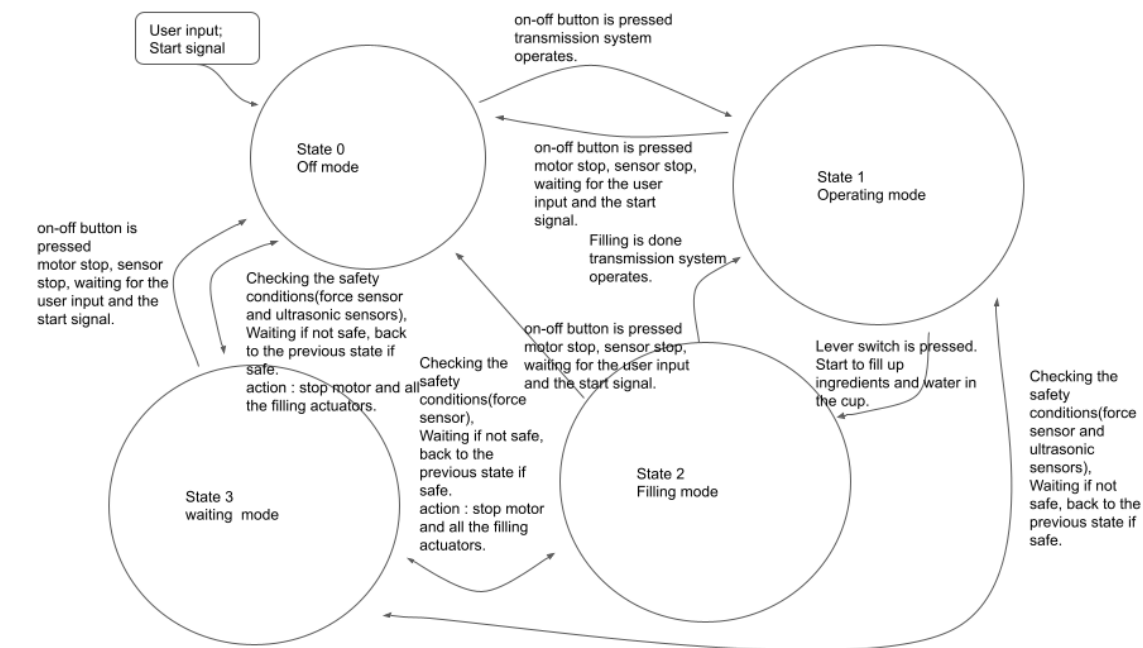 User input;
Start signal
on-off button is pressed
transmission system
operates.
State 0
Off mode
on-off button is pressed
motor stop, sensor stop,
waiting for the user
input and the start
signal.
State 1
Operating mode
on-off button is
pressed
motor stop, sensor
stop, waiting for the
user input and the
start signal.
Filling is done
transmission system
operates.
Checking the safety
conditions(force sensor
and ultrasonic sensors),
Waiting if not safe, back
to the previous state if
safe.
action : stop motor and all
the filling actuators.
on-off button is pressed
motor stop, sensor stop,
waiting for the user input
and the start signal.
Lever switch is pressed.
Start to fill up
ingredients and water in
the cup.
Checking the
safety
conditions(force
sensor),
Waiting if not safe,
back to the
previous state if
safe.
action : stop motor
and all the filling
actuators.
Checking the
safety
conditions(force
sensor and
ultrasonic
sensors),
Waiting if not
safe, back to the
previous state if
safe.
State 2
Filling mode
State 3
waiting  mode